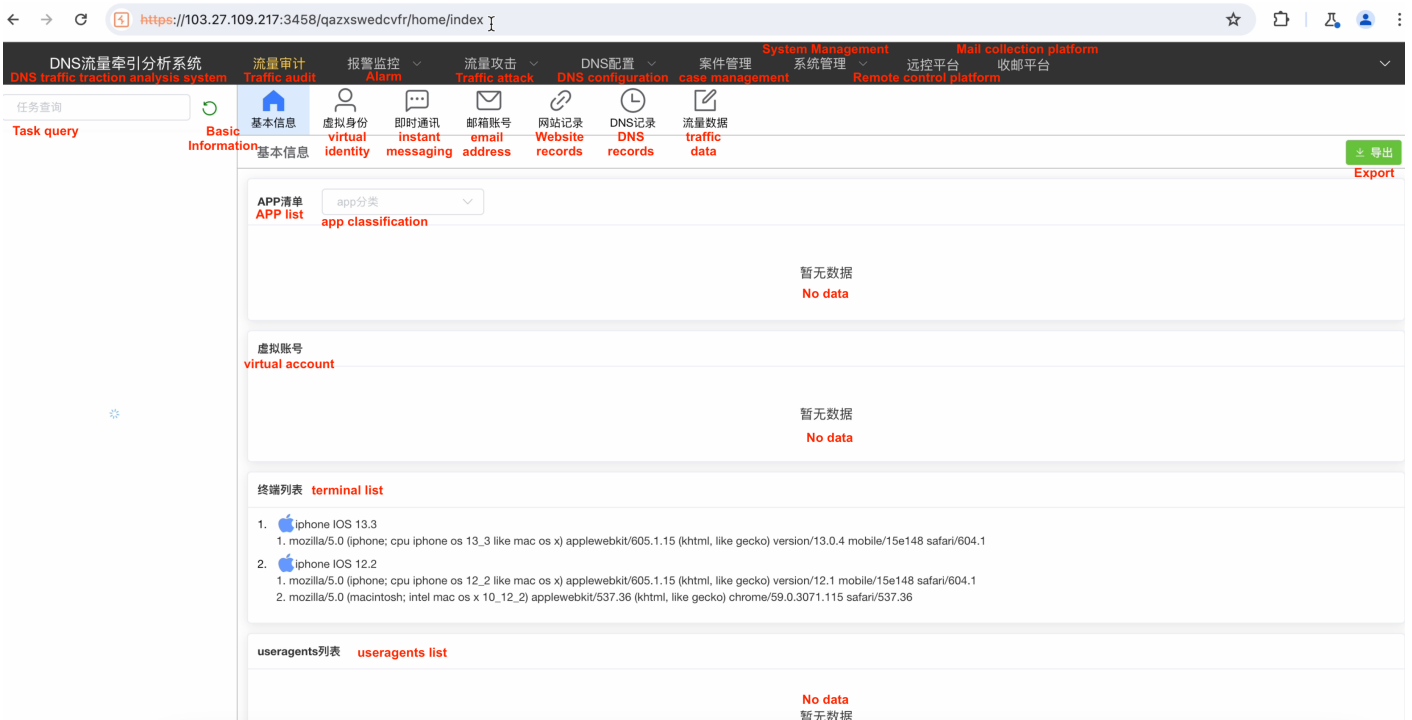 https://103.27.109.217:3458/qazxswedcvfr/home/index
System Management Mail collection platform
DNS流量牵引分析系统 流量审计 报警监控 流量攻击 DNS配置 案件管理 系统管理 远控平台 收邮平台
DNS traffic traction analysis system Traffic audit Alarm Traffic attack DNS configuration case management Remote control platform
任务查询
Task query
基本信息 虚拟身份 即时通讯 邮箱账号 网站记录 DNS记录 流量数据
Basic Information virtual identity instant messaging email address Website records DNS records traffic data
基本信息 导出
Export
APP清单 app分类
APP list app classification
暂无数据
No data
虚拟账号
virtual account
暂无数据
No data
终端列表 terminal list
1. iphone IOS 13.3
1. mozilla/5.0 (iphone; cpu iphone os 13_3 like mac os x) applewebkit/605.1.15 (khtml, like gecko) version/13.0.4 mobile/15e148 safari/604.1
2. iphone IOS 12.2
1. mozilla/5.0 (iphone; cpu iphone os 12_2 like mac os x) applewebkit/605.1.15 (khtml, like gecko) version/12.1 mobile/15e148 safari/604.1
2. mozilla/5.0 (macintosh; intel mac os x 10_12_2) applewebkit/537.36 (khtml, like gecko) chrome/59.0.3071.115 safari/537.36
useragents列表 useragents list
No data
暂无数据